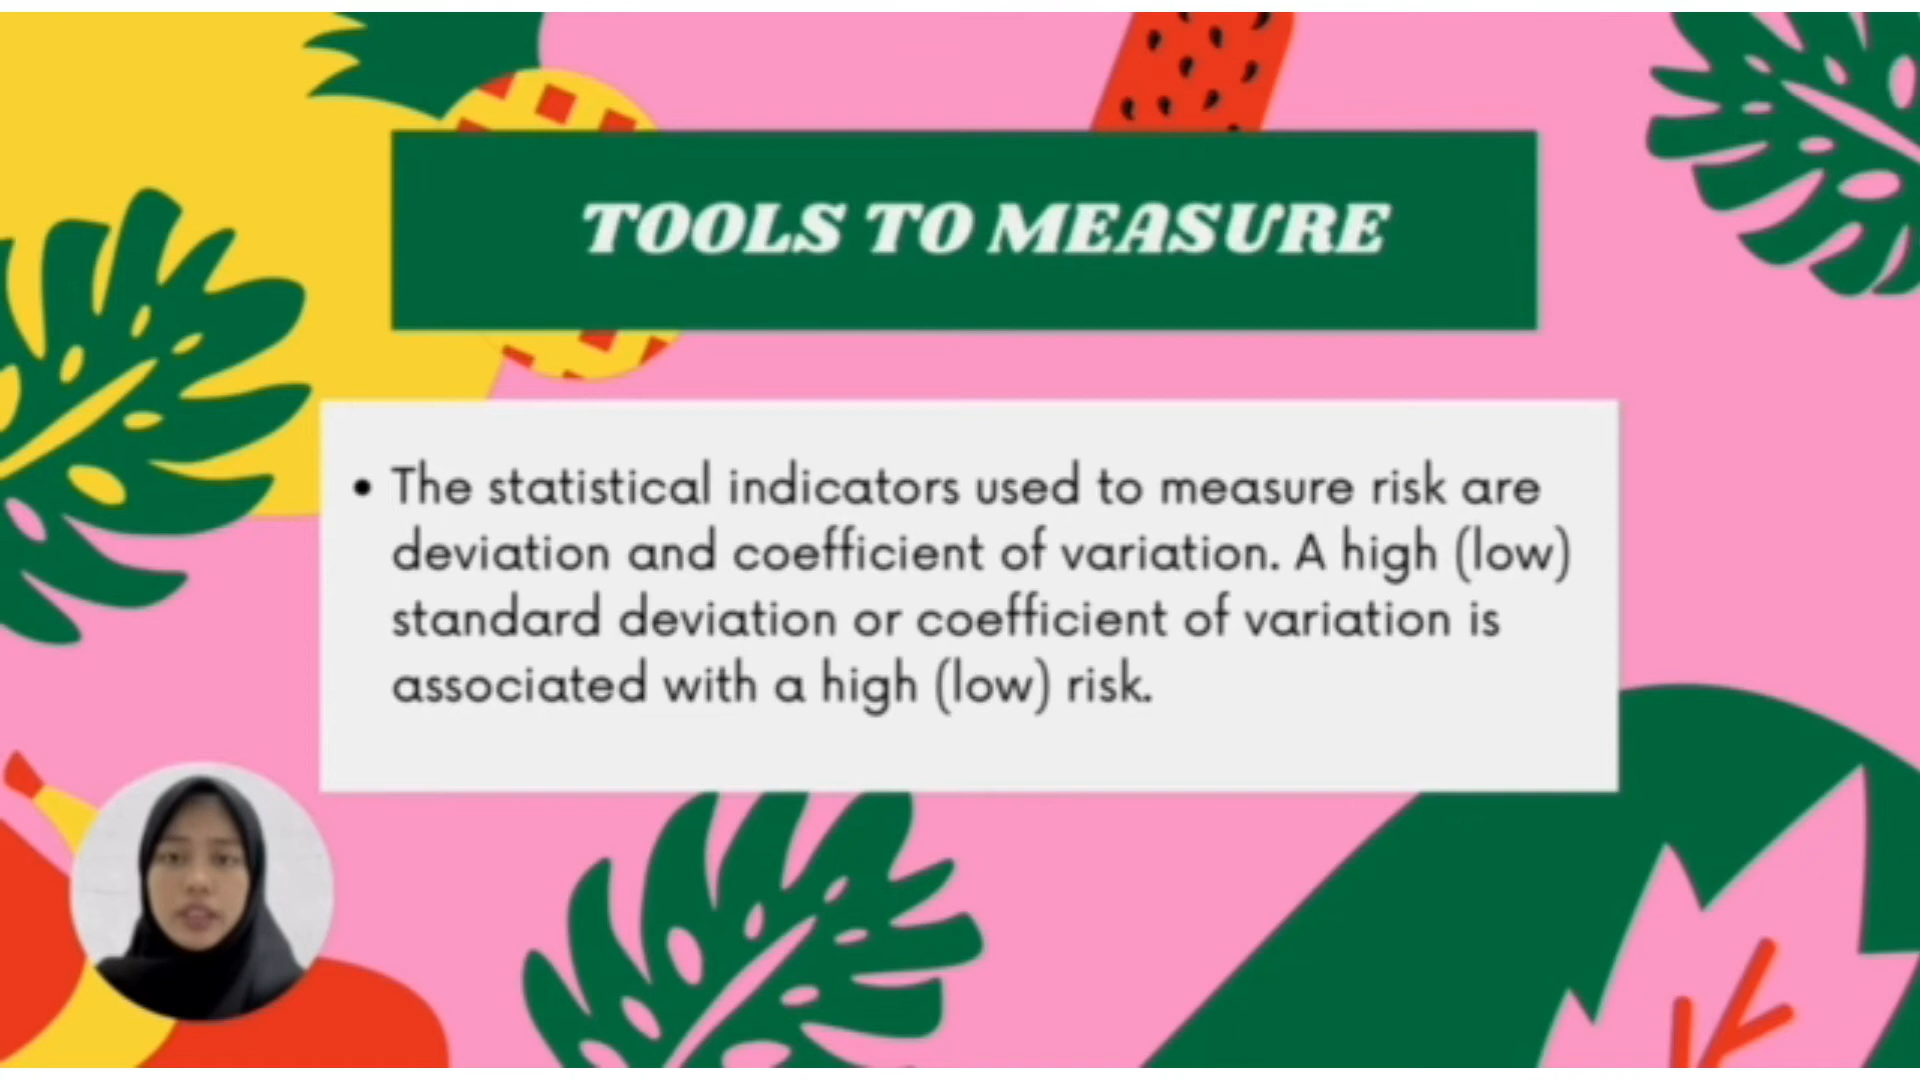 TOOLS TO MEASURE
• The statistical indicators used to measure risk are
deviation and coefficient of variation. A high (low)
standard deviation or coefficient of variation is
associated with a high (low) risk.